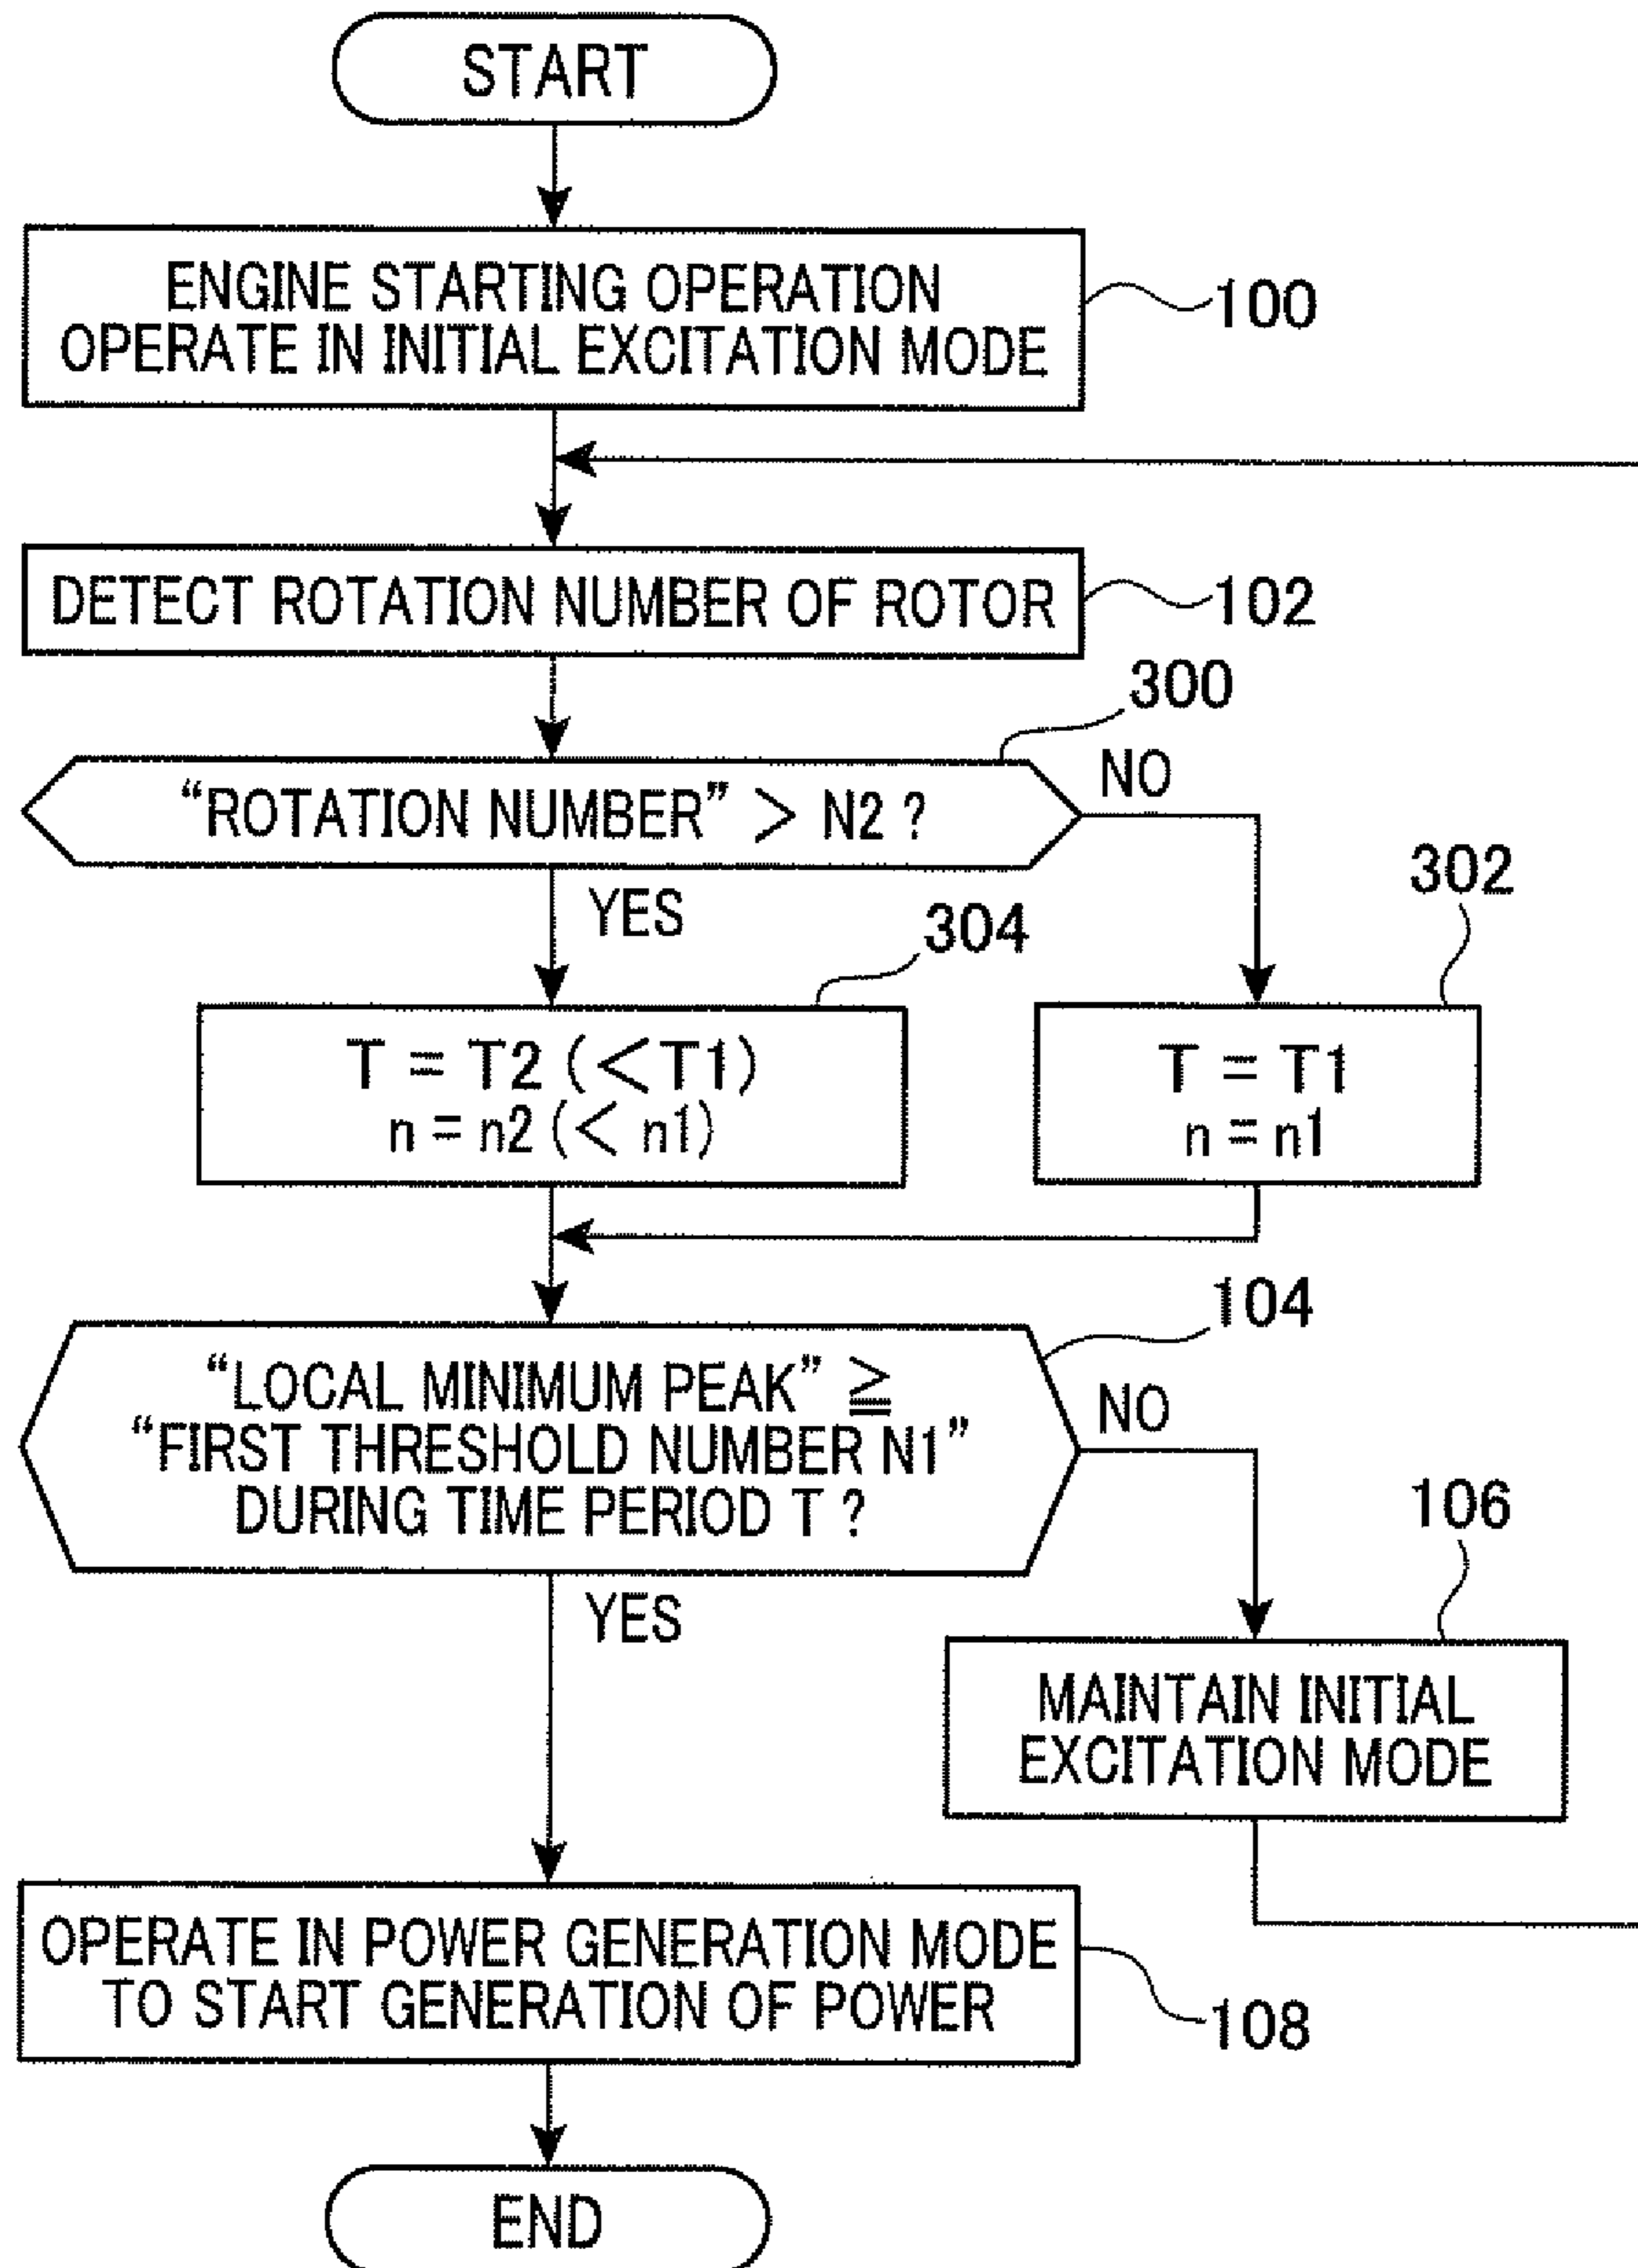 START
ENGINE STARTING OPERATION
OPERATE IN INITIAL EXCITATION MODE
100
DETECT ROTATION NUMBER OF ROTOR
102
300
“ROTATION NUMBER” > N2 ?
NO
YES
302
304
T = T2 (<T1)
n = n2 (< n1)
T = T1
n = n1
104
“LOCAL MINIMUM PEAK” ≧
“FIRST THRESHOLD NUMBER N1”
DURING TIME PERIOD T ?
NO
YES
106
MAINTAIN INITIAL
EXCITATION MODE
OPERATE IN POWER GENERATION MODE
TO START GENERATION OF POWER
108
END